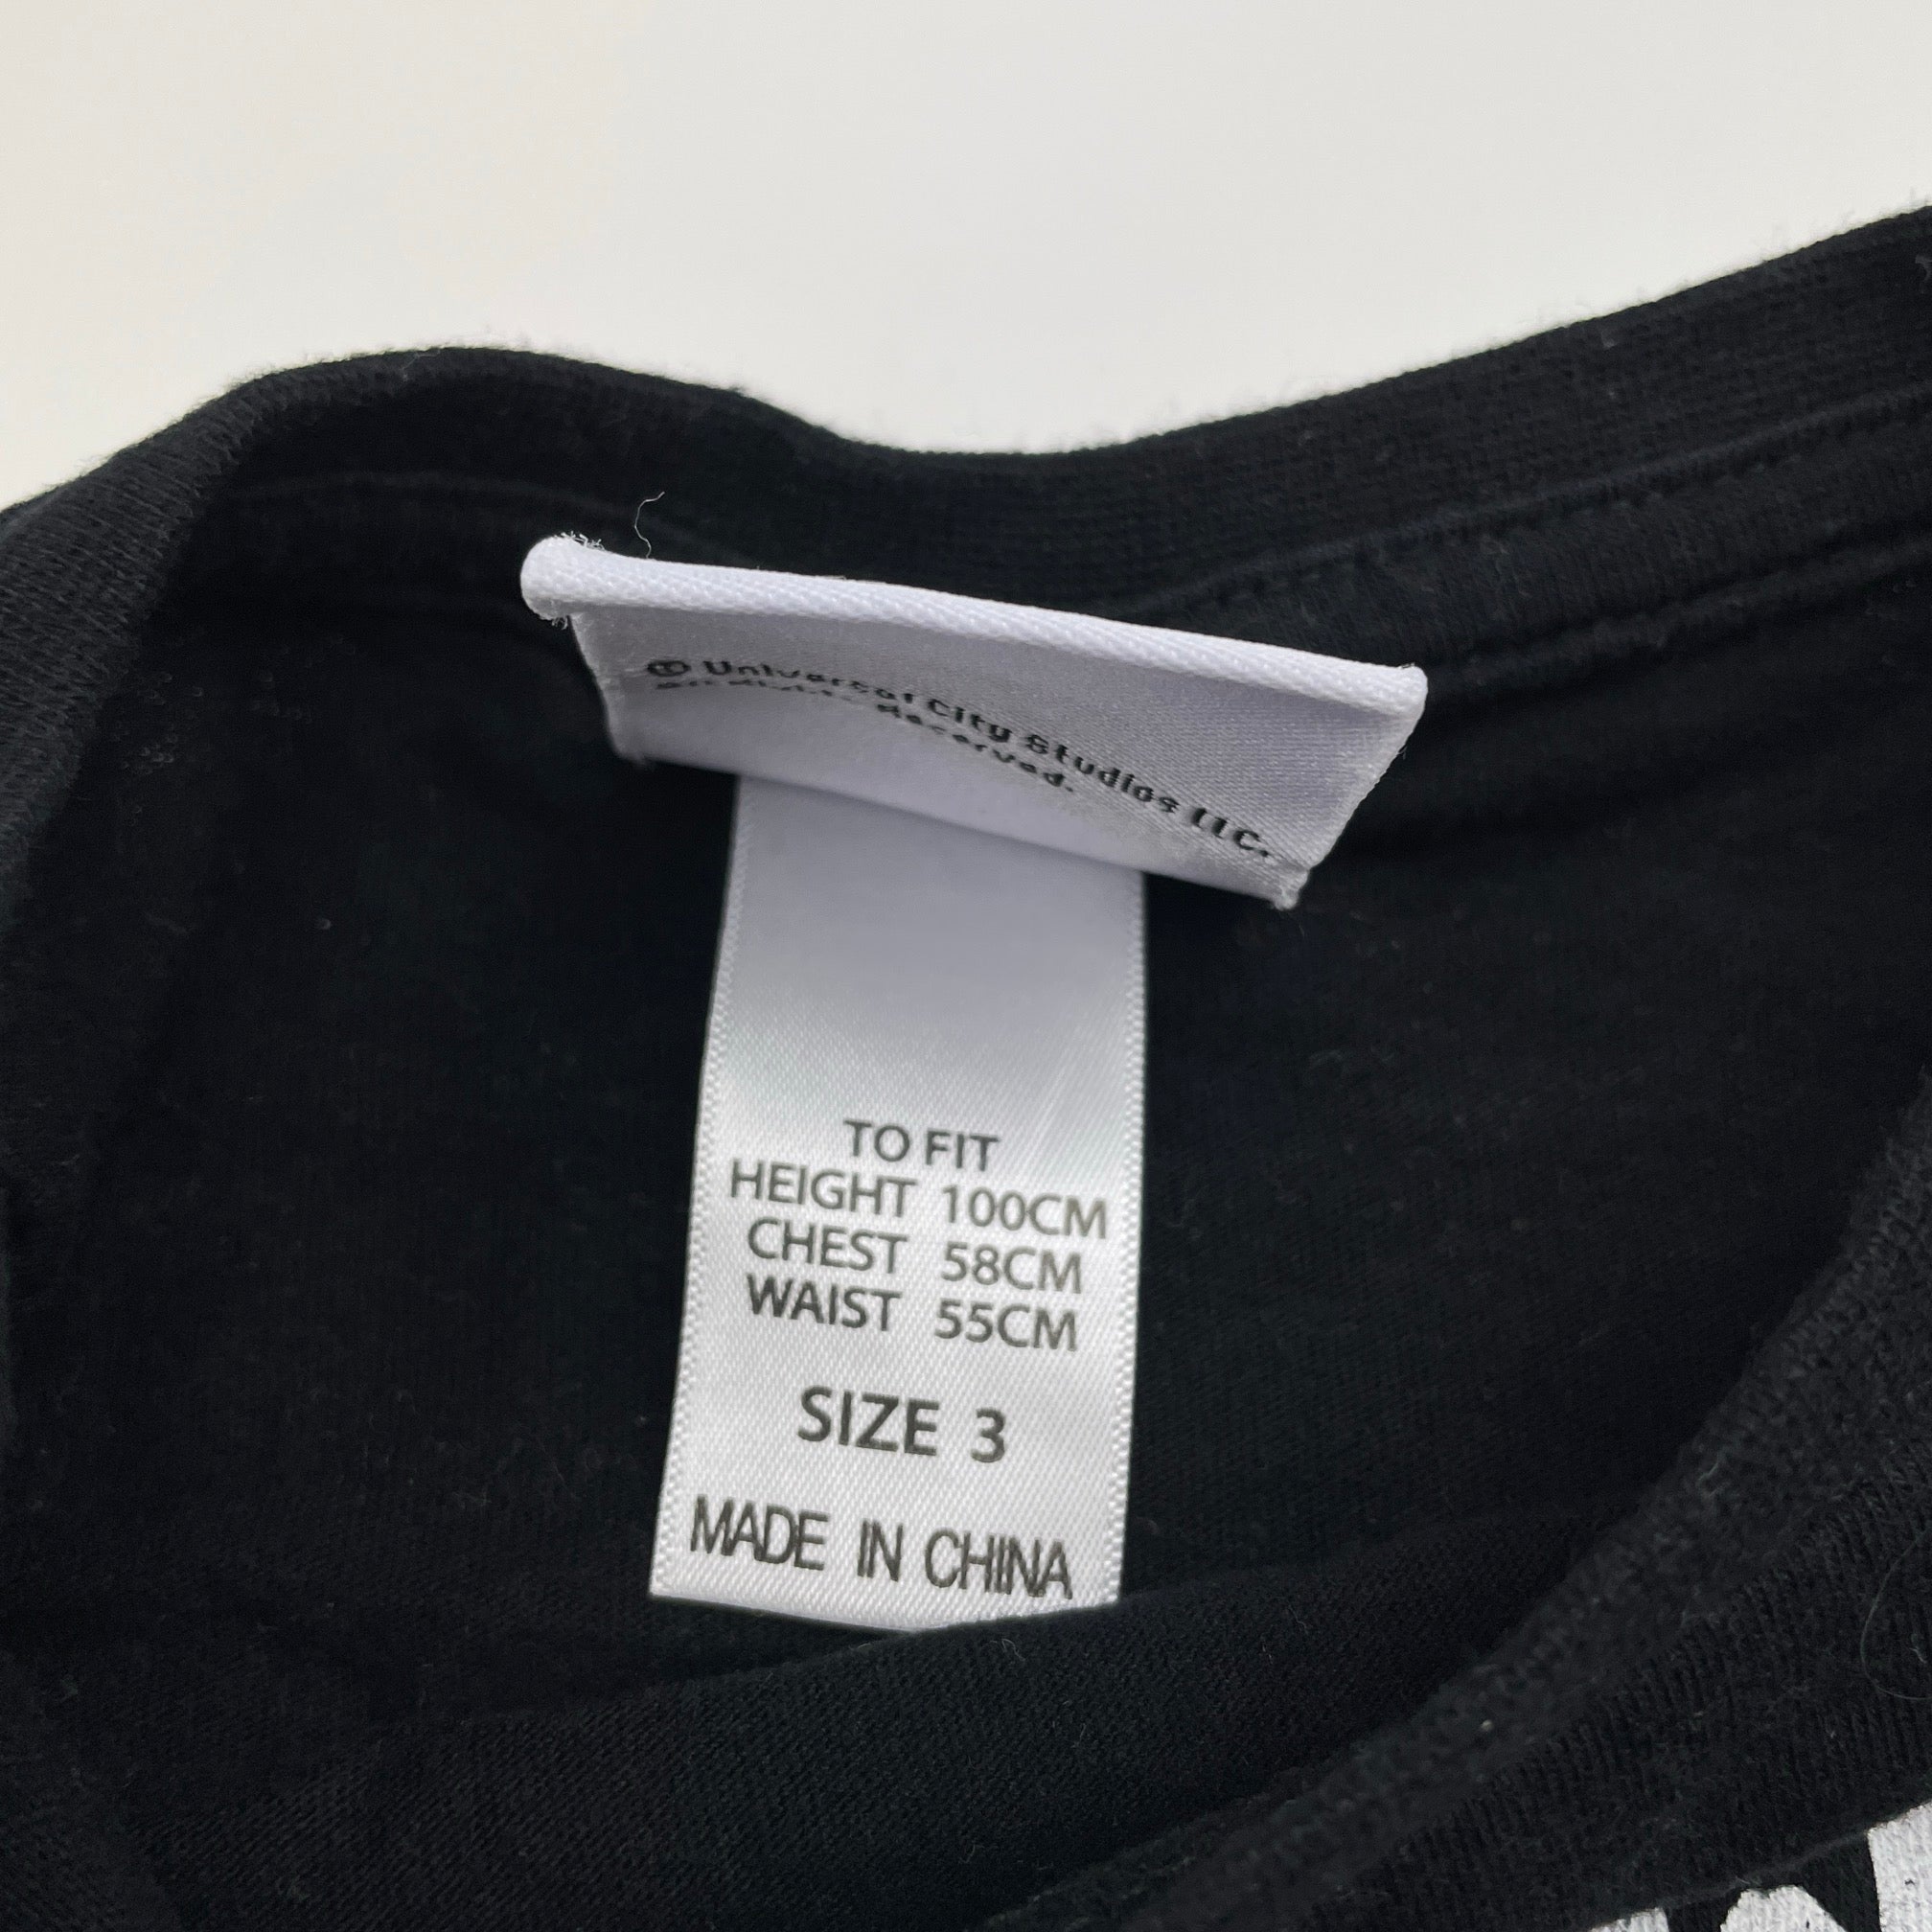 © Universal City Studios LLC.
Reserved.
TO FIT
HEIGHT 100CM
CHEST 58CM
WAIST 55CM
SIZE 3
MADE IN CHINA